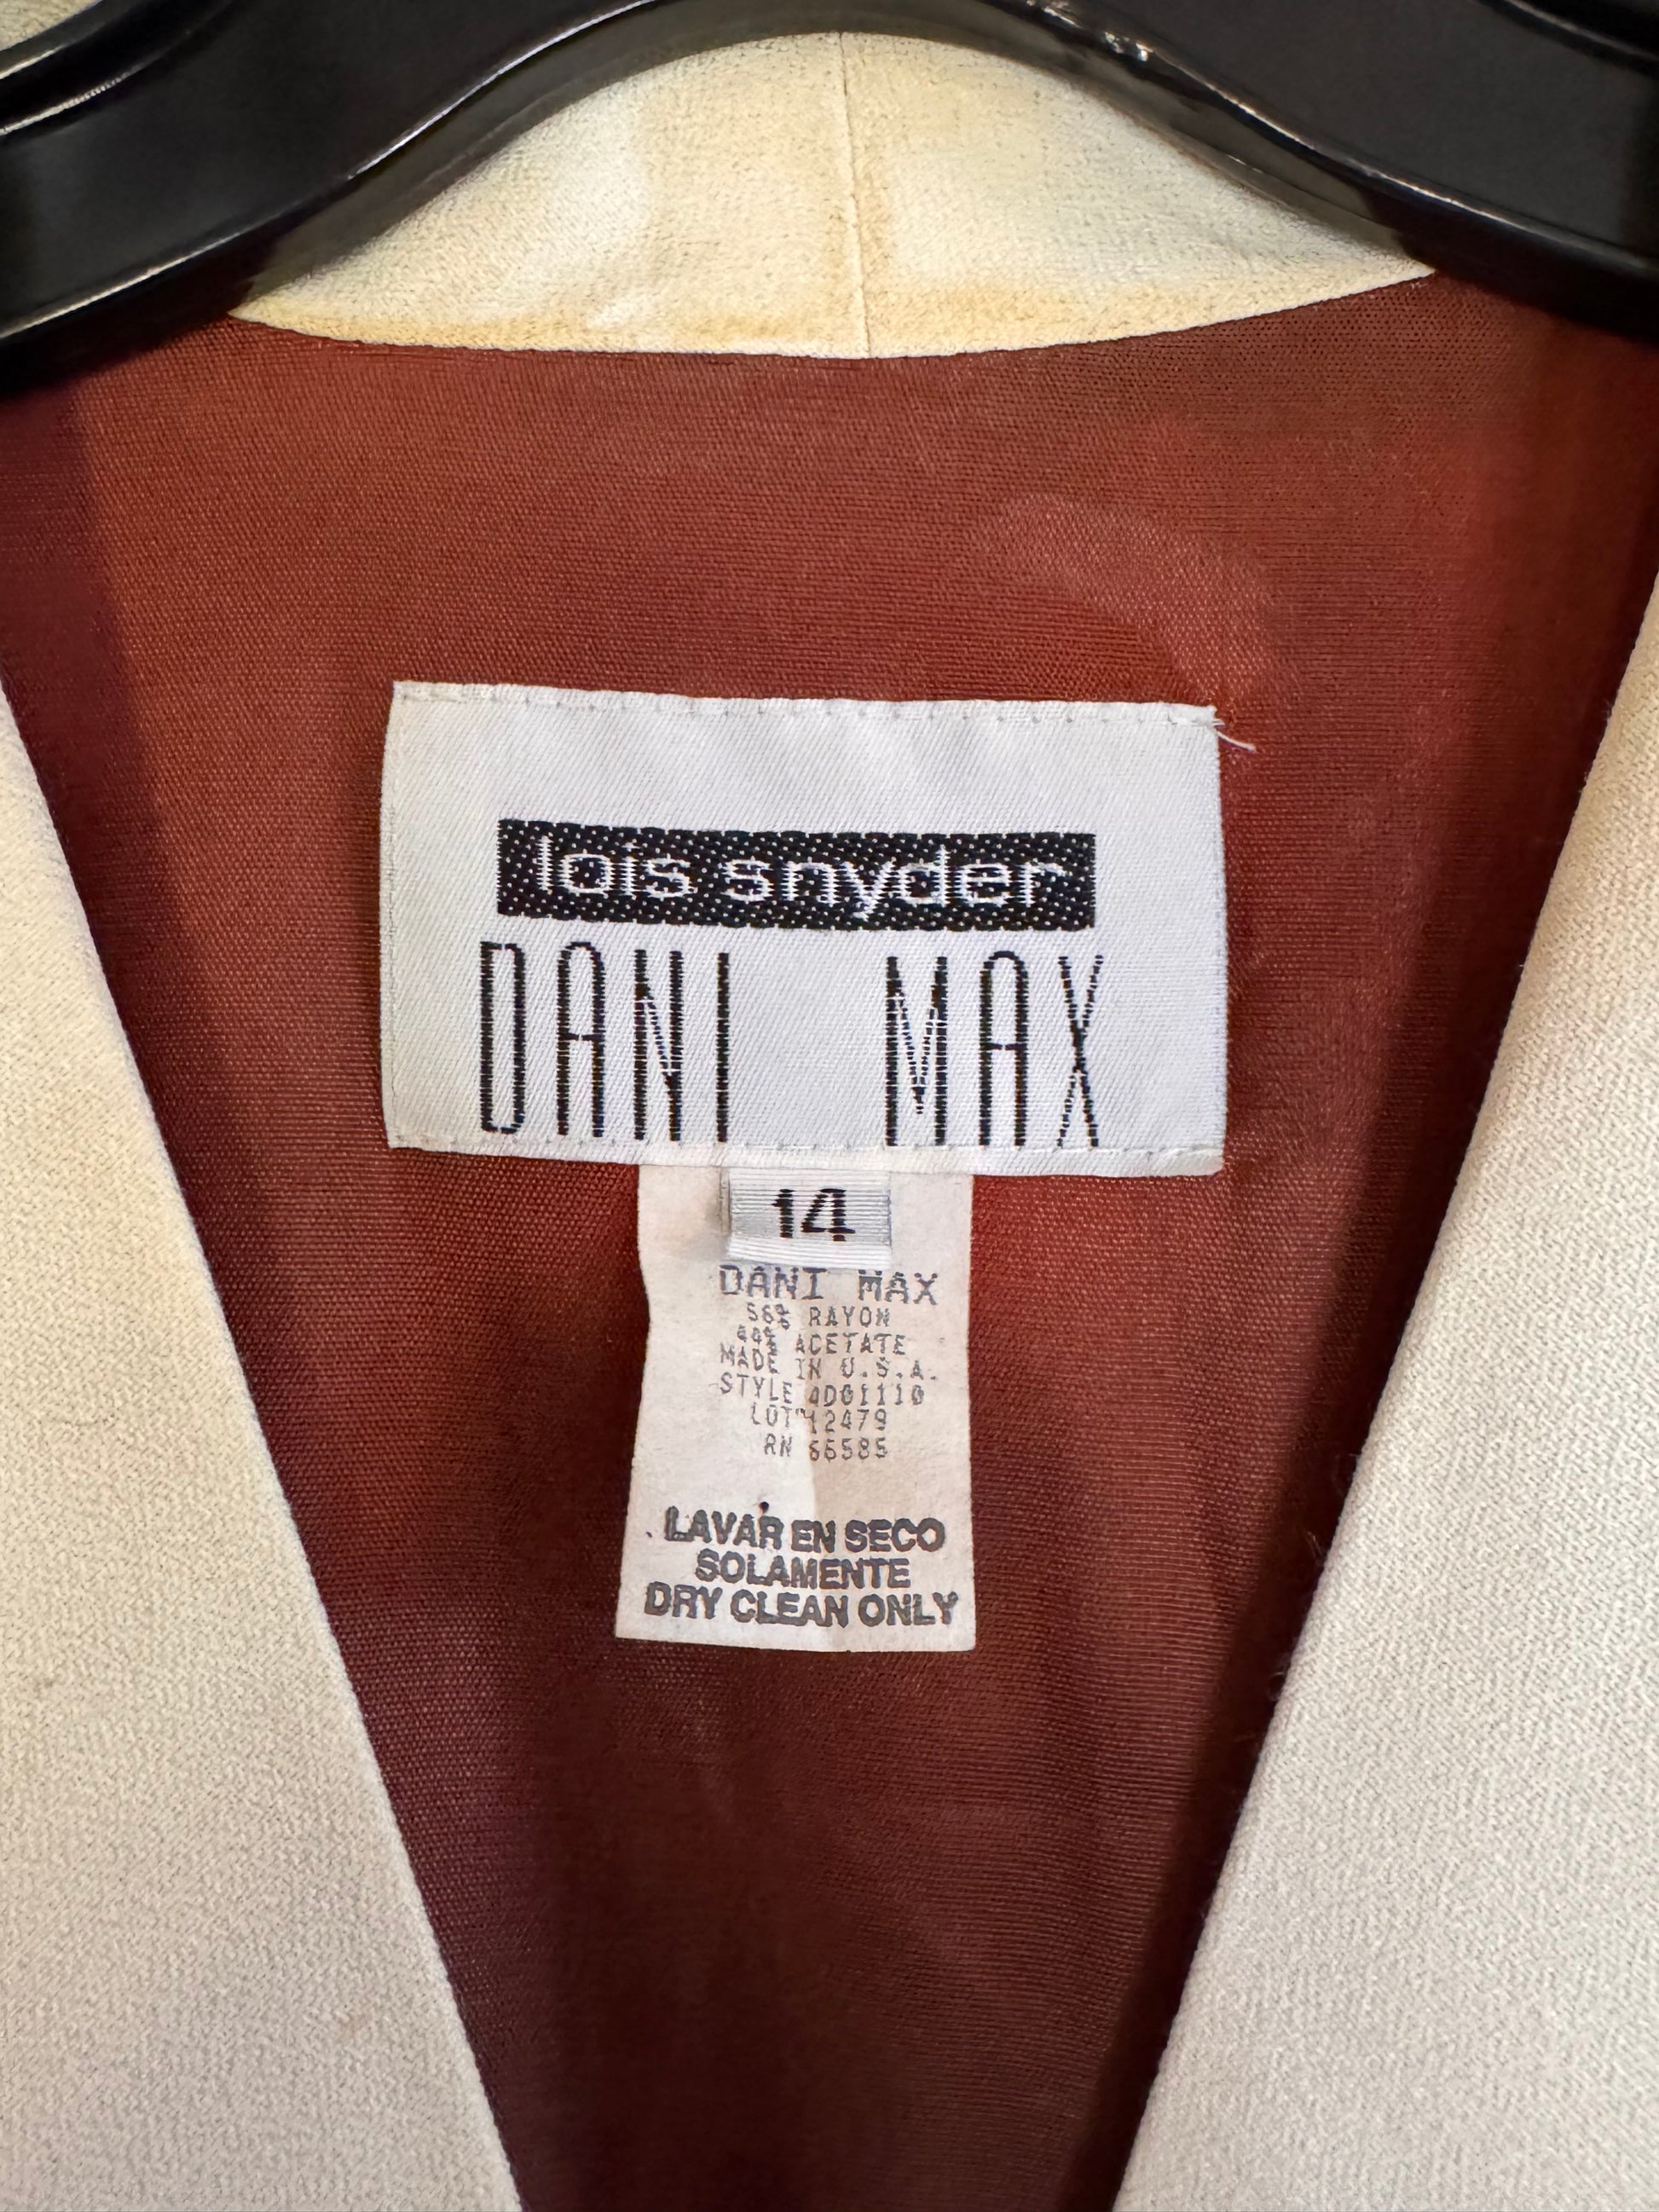 lois snyder
DANI MAX
14
DANI MAX
56% RAYON
44% ACETATE
MADE IN U.S.A.
STYLE
LOT 12479
RN 66585
LAVAR EN SECO
SOLAMENTE
DRY CLEAN ONLY